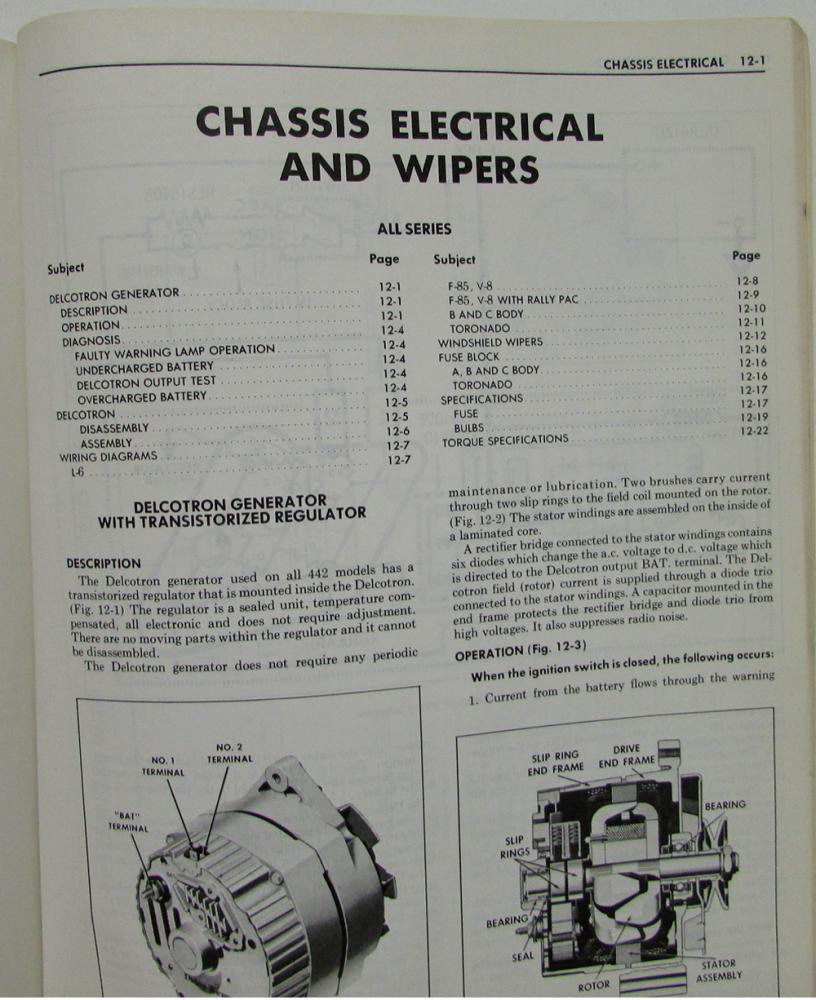 CHASSIS ELECTRICAL 12-1
CHASSIS ELECTRICAL
AND WIPERS
ALL SERIES
Subject Page
DELCOTRON GENERATOR 12-1
DESCRIPTION 12-1
OPERATION 12-1
DIAGNOSIS 12-4
FAULTY WARNING LAMP OPERATION 12-4
UNDERCHARGED BATTERY 12-4
DELCOTRON OUTPUT TEST 12-4
OVERCHARGED BATTERY 12-4
DELCOTRON 12-5
DISASSEMBLY 12-5
ASSEMBLY 12-6
WIRING DIAGRAMS 12-7
L-6 12-7
Subject Page
F-85, V-8 12-8
F-85, V-8 WITH RALLY PAC 12-9
B AND C BODY 12-10
TORONADO 12-11
WINDSHIELD WIPERS 12-12
FUSE BLOCK 12-16
A, B AND C BODY 12-16
TORONADO 12-16
SPECIFICATIONS 12-17
FUSE 12-17
BULBS 12-19
TORQUE SPECIFICATIONS 12-22
DELCOTRON GENERATOR
WITH TRANSISTORIZED REGULATOR
DESCRIPTION
The Delcotron generator used on all 442 models has a
transistorized regulator that is mounted inside the Delcotron.
(Fig. 12-1) The regulator is a sealed unit, temperature com-
pensated, all electronic and does not require adjustment.
There are no moving parts within the regulator and it cannot
be disassembled.
The Delcotron generator does not require any periodic
maintenance or lubrication. Two brushes carry current
through two slip rings to the field coil mounted on the rotor.
(Fig. 12-2) The stator windings are assembled on the inside of
a laminated core.
A rectifier bridge connected to the stator windings contains
six diodes which change the a.c. voltage to d.c. voltage which
is directed to the Delcotron output BAT. terminal. The Del-
cotron field (rotor) current is supplied through a diode trio
connected to the stator windings. A capacitor mounted in the
end frame protects the rectifier bridge and diode trio from
high voltages. It also suppresses radio noise.
OPERATION (Fig. 12-3)
When the ignition switch is closed, the following occurs:
1. Current from the battery flows through the warning
NO. 1
TERMINAL
NO. 2
TERMINAL
"BAT"
TERMINAL
SLIP RING
END FRAME
DRIVE
END FRAME
BEARING
SLIP
RINGS
BEARING
SEAL
ROTOR
STATOR
ASSEMBLY